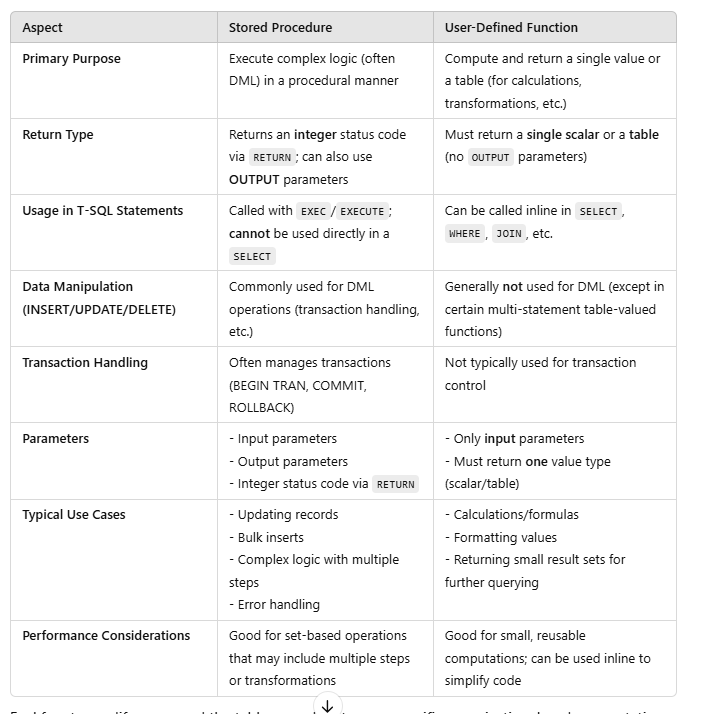 Aspect Stored Procedure User-Defined Function
Primary Purpose
Execute complex logic (often
DML) in a procedural manner
Compute and return a single value or
a table (for calculations,
transformations, etc.)
Return Type
Returns an integer status code
via RETURN; can also use
OUTPUT parameters
Must return a single scalar or a table
(no OUTPUT parameters)
Usage in T-SQL Statements
Called with EXEC/EXECUTE;
cannot be used directly in a
SELECT
Can be called inline in SELECT,
WHERE, JOIN, etc.
Data Manipulation
(INSERT/UPDATE/DELETE)
Commonly used for DML
operations (transaction handling,
etc.)
Generally not used for DML (except in
certain multi-statement table-valued
functions)
Transaction Handling
Often manages transactions
(BEGIN TRAN, COMMIT,
ROLLBACK)
Not typically used for transaction
control
Parameters
- Input parameters
- Output parameters
- Integer status code via RETURN
- Only input parameters
- Must return one value type
(scalar/table)
Typical Use Cases
- Updating records
- Bulk inserts
- Complex logic with multiple
steps
- Error handling
- Calculations/formulas
- Formatting values
- Returning small result sets for
further querying
Performance Considerations
Good for set-based operations
that may include multiple steps
or transformations
Good for small, reusable
computations; can be used inline to
simplify code